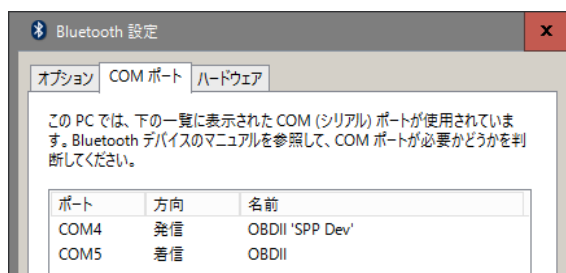 Bluetooth 設定
x
オプション COM ポート ハードウェア
この PC では、下の一覧に表示された COM (シリアル) ポートが使用されていま
す。Bluetooth デバイスのマニュアルを参照して、COM ポートが必要かどうかを判
断してください。
ポート 方向 名前
COM4 発信 OBDII 'SPP Dev'
COM5 着信 OBDII